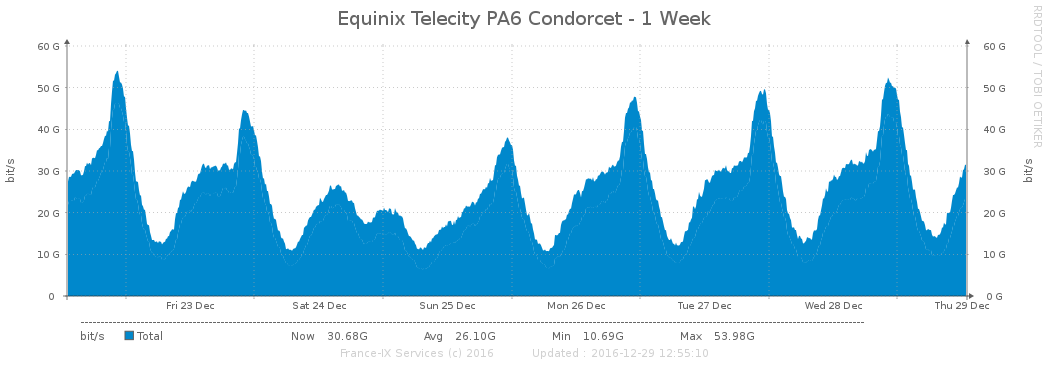 Equinix Telecity PA6 Condorcet - 1 Week
RRDTOOL / TOBI OETIKER
60 G 60 G
50 G 50 G
40 G 40 G
30 G 30 G
20 G 20 G
10 G 10 G
0 0 G
bit/s
bit/s
Fri 23 Dec Sat 24 Dec Sun 25 Dec Mon 26 Dec Tue 27 Dec Wed 28 Dec Thu 29 Dec
bit/s Total Now 30.68G Avg 26.10G Min 10.69G Max 53.98G
France-IX Services (c) 2016 Updated : 2016-12-29 12:55:10